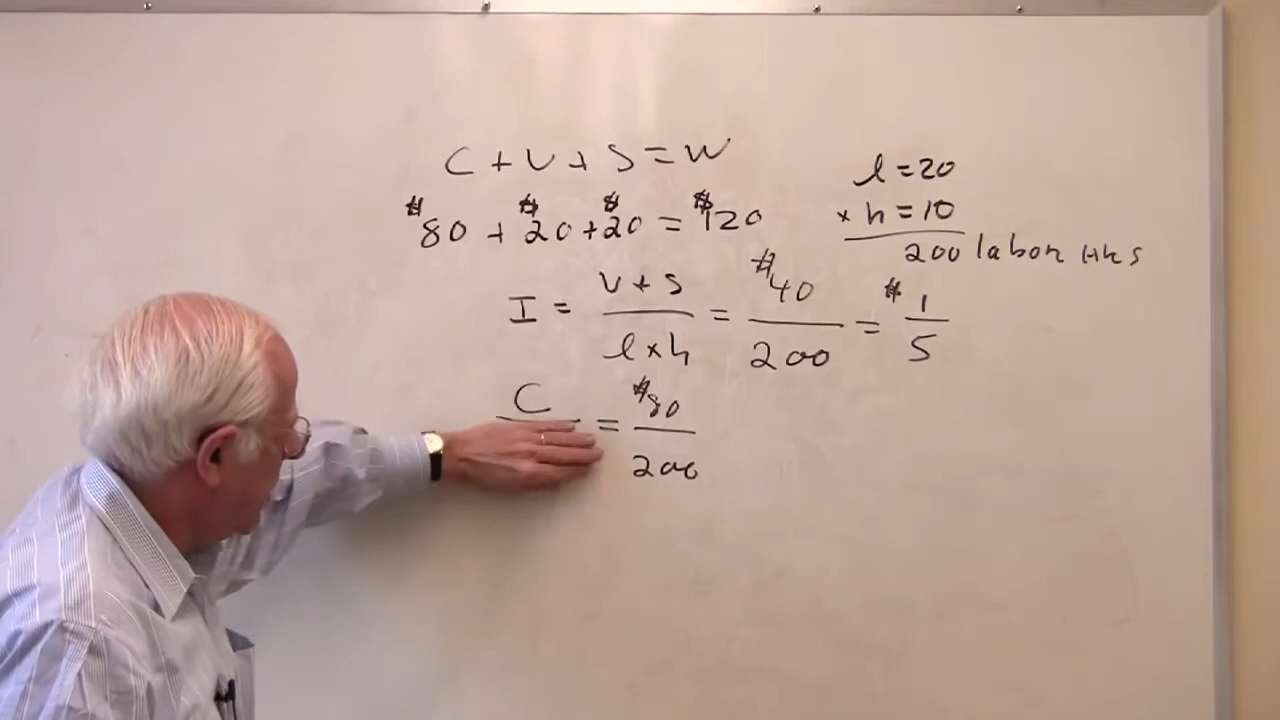 C + V + S = W
$80 + $20 + $20 = $120
l = 20
x h = 10
200 labor HRS
I = V + S / l x h = $40 / 200 = $ 1 / 5
C / = $80 / 200